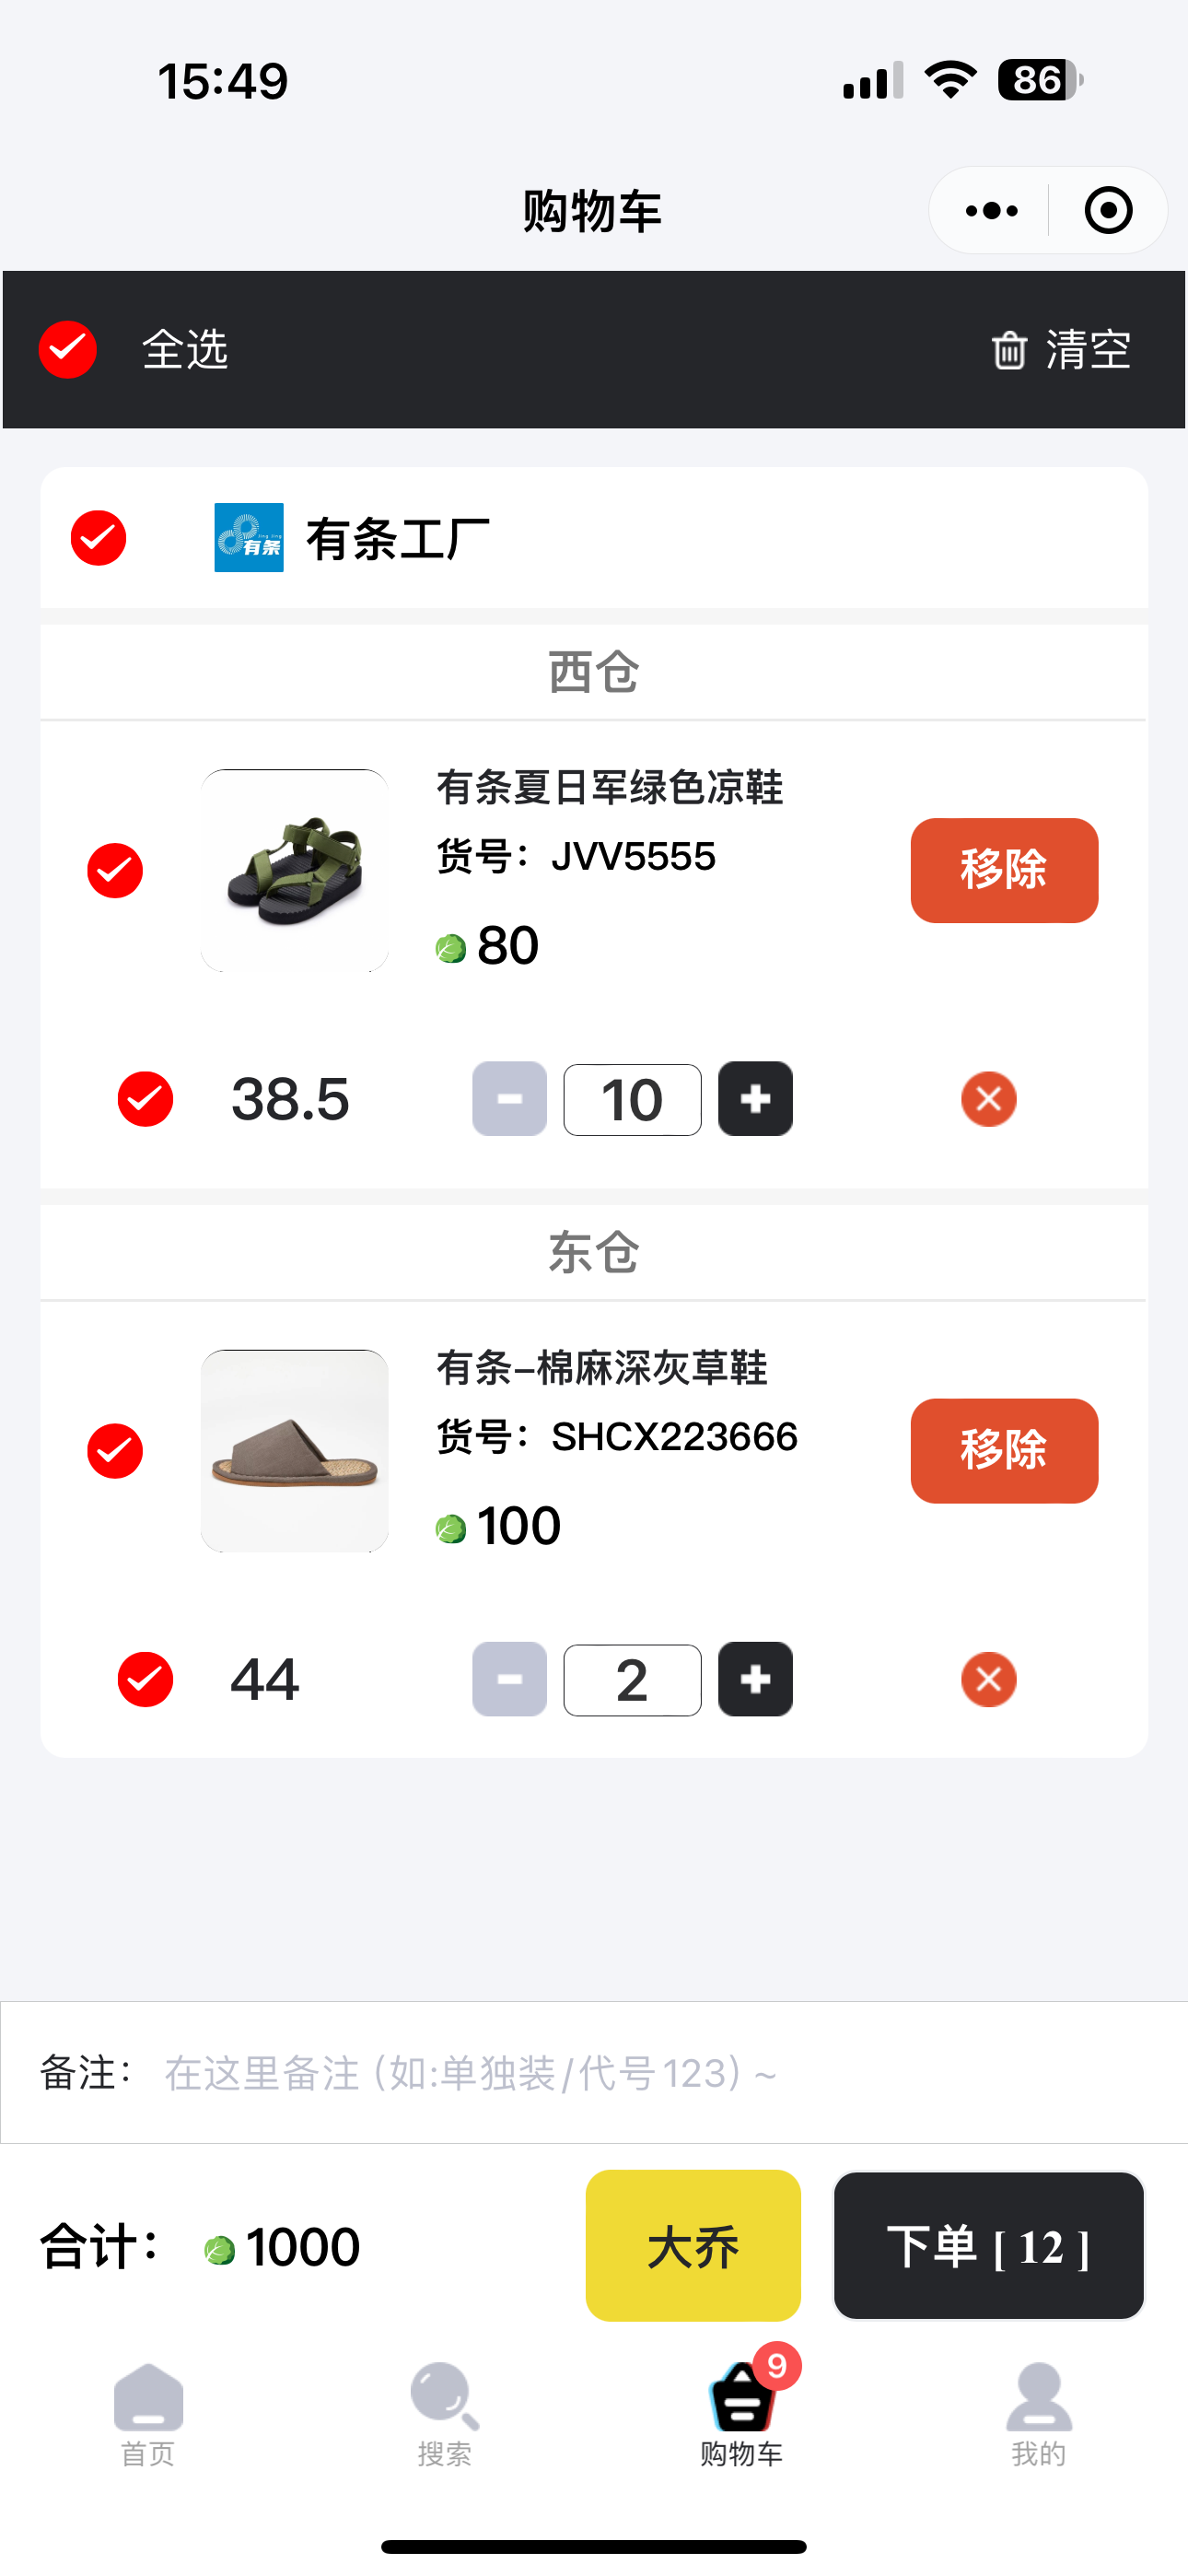 15:49
86
购物车
全选
清空
有条
有条工厂
西仓
有条夏日军绿色凉鞋
货号：JVV5555
移除
80
38.5
10
东仓
有条-棉麻深灰草鞋
货号：SHCX223666
移除
100
44
2
备注：
在这里备注 (如:单独装/代号123) ~
合计：
1000
大乔
下单 [ 12 ]
9
首页
搜索
购物车
我的